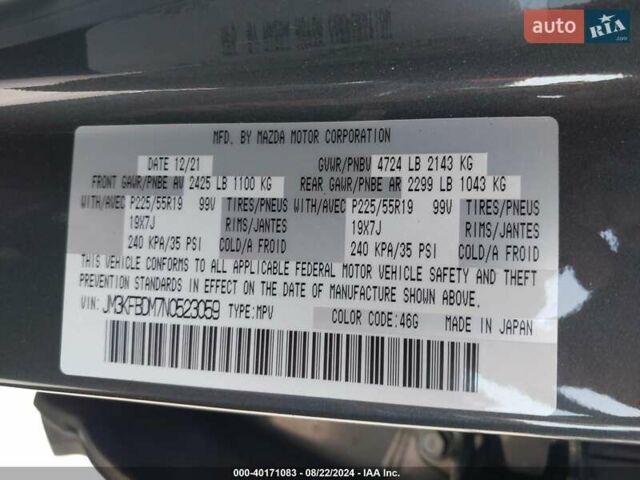 auto RIA .com
MFD. BY MAZDA MOTOR CORPORATION
DATE 12/21 GVWR/PNBV 4724 LB 2143 KG
FRONT GAWR/PNBE AV 2425 LB 1100 KG REAR GAWR/PNBE AR 2299 LB 1043 KG
WITH/AVEC P225/55R19 99V TIRES/PNEUS WITH/AVEC P225/55R19 99V TIRES/PNEUS
19X7J RIMS/JANTES 19X7J RIMS/JANTES
240 KPA/35 PSI COLD/A FROID 240 KPA/35 PSI COLD/A FROID
THIS VEHICLE CONFORMS TO ALL APPLICABLE FEDERAL MOTOR VEHICLE SAFETY AND THEFT
PREVENTION STANDARDS IN EFFECT ON THE DATE OF MANUFACTURE SHOWN ABOVE.
VIN: JM3KFBDM7N0523059 TYPE: MPV COLOR CODE: 46G MADE IN JAPAN
000-40171083 - 08/22/2024 - IAA Inc.